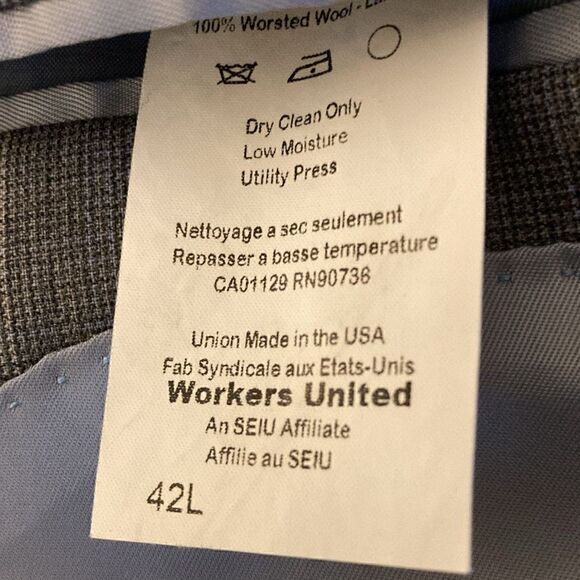 100% Worsted Wool -
Dry Clean Only
Low Moisture
Utility Press
Nettoyage a sec seulement
Repasser a basse temperature
CA01129 RN90736
Union Made in the USA
Fab Syndicale aux Etats-Unis
Workers United
An SEIU Affiliate
Affilie au SEIU
42L